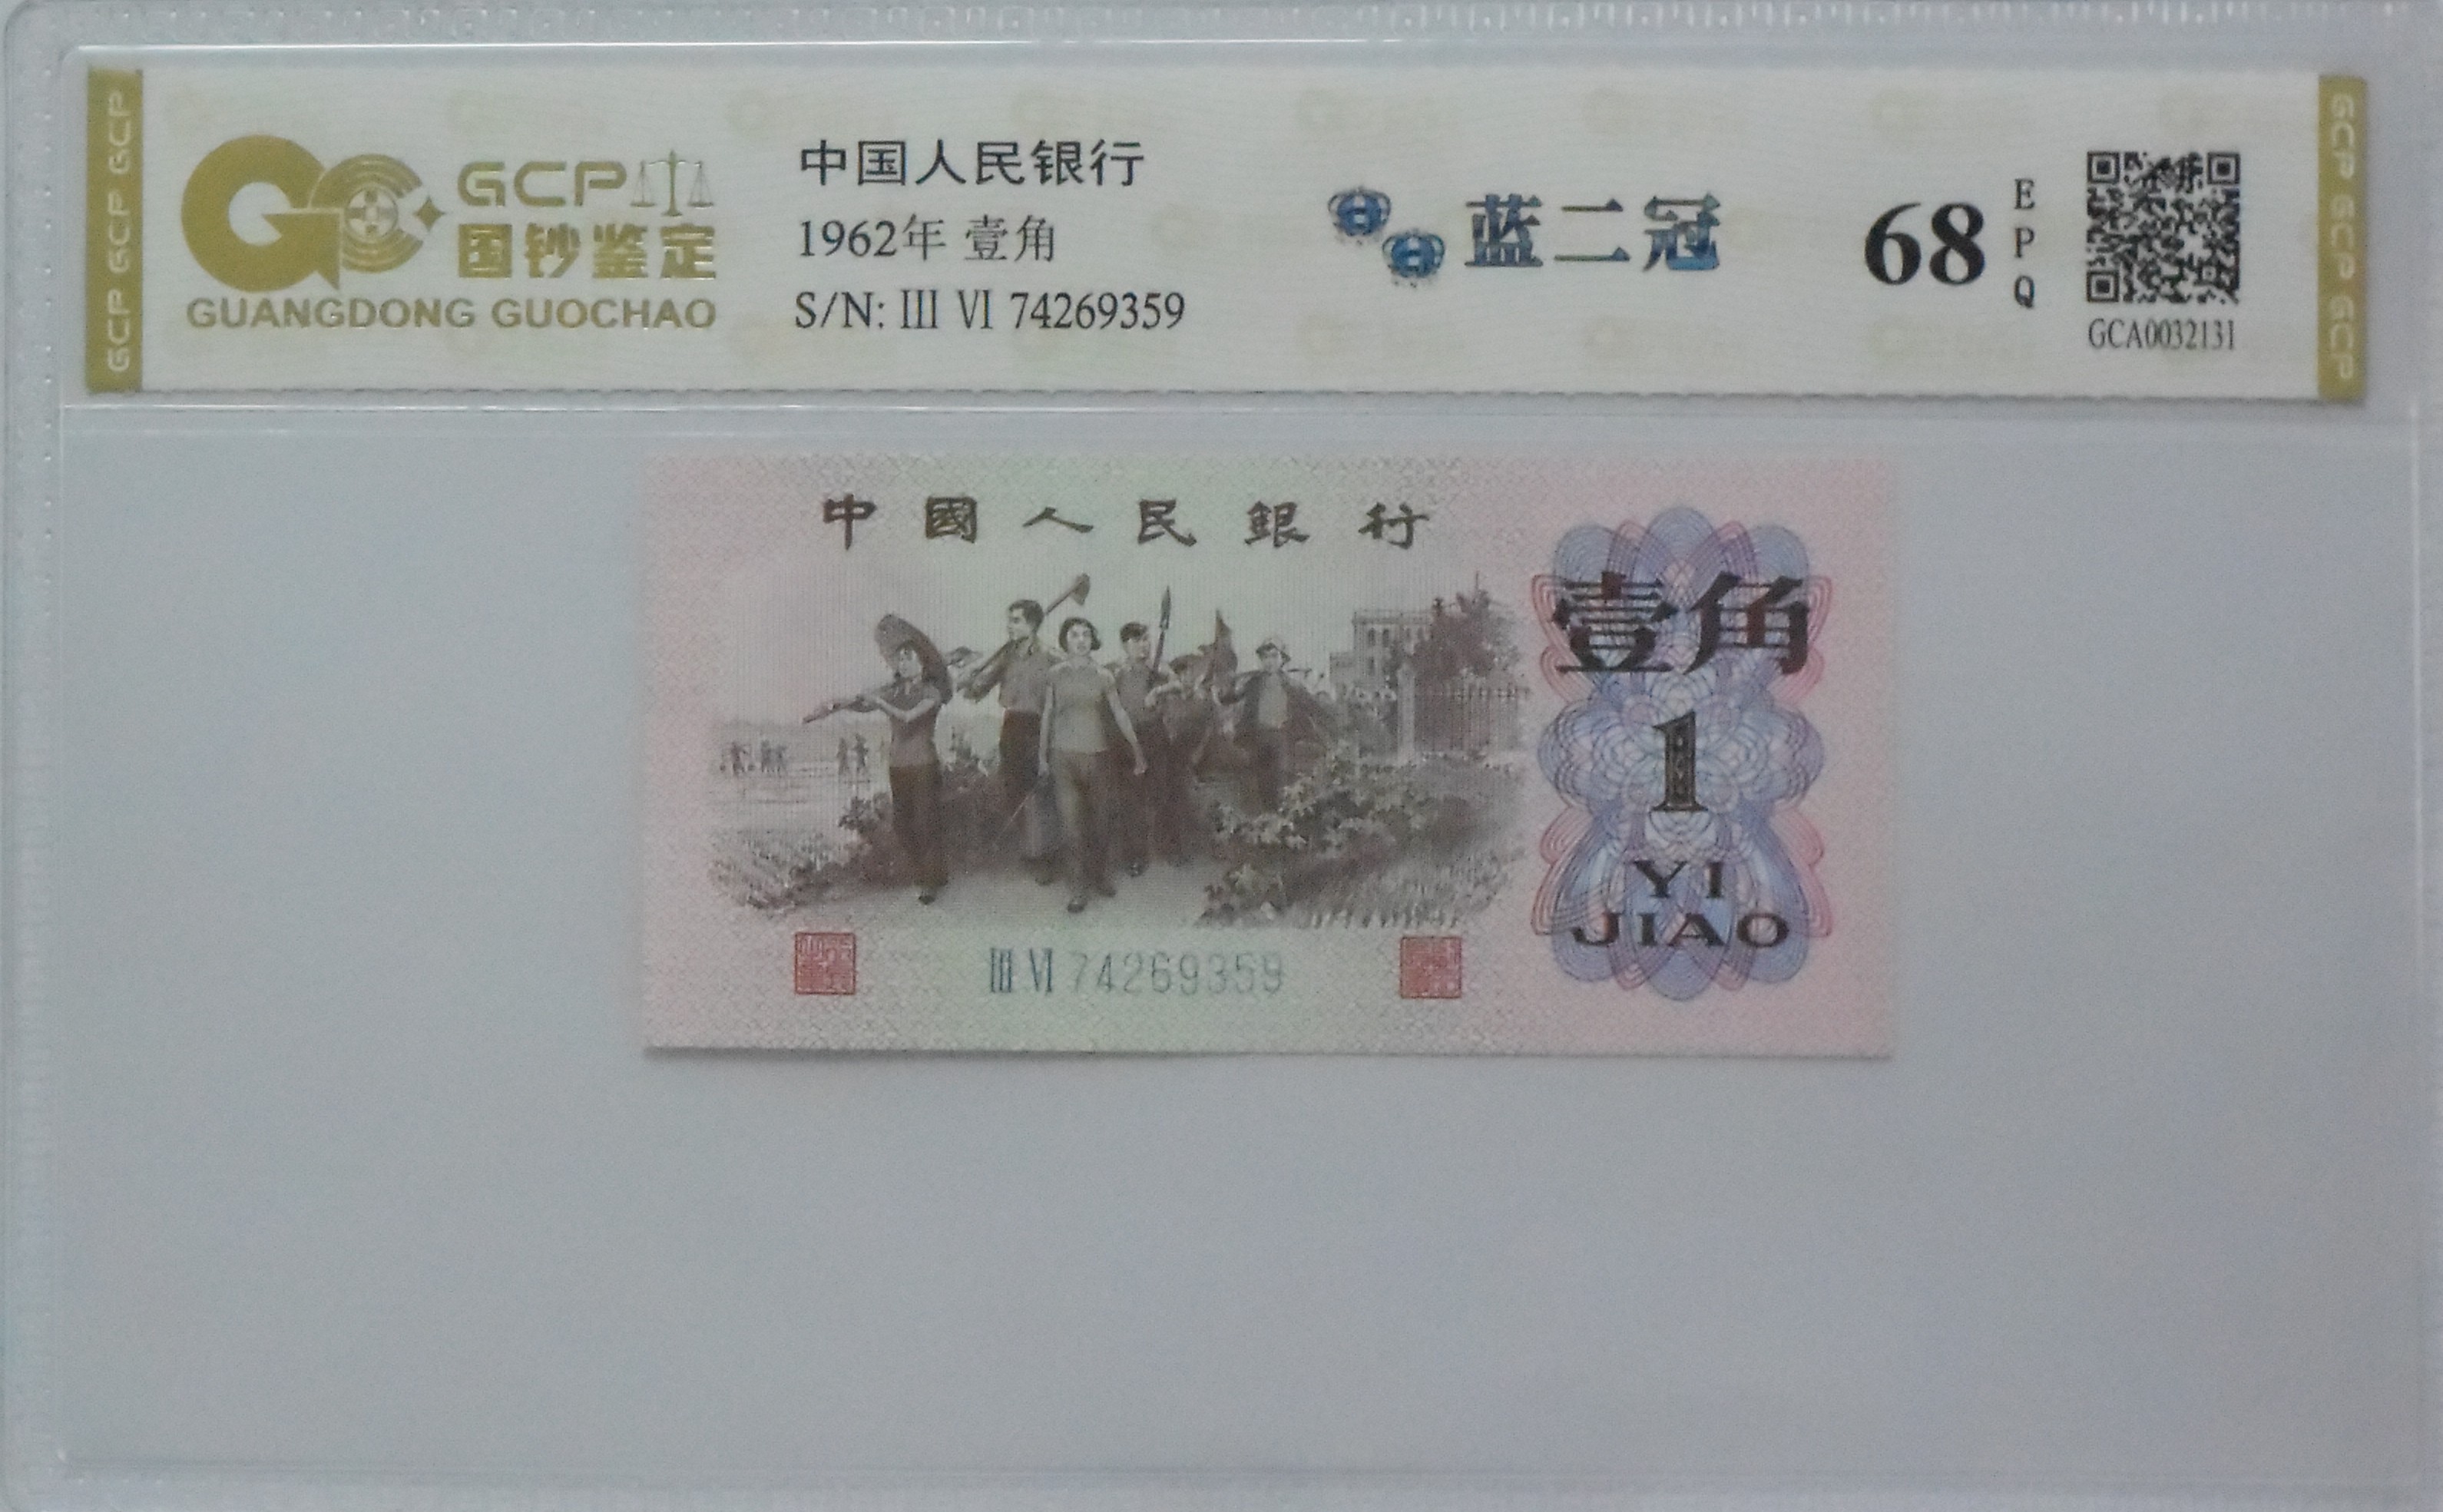 GCP GCP GCP
GCP
国钞鉴定
GUANGDONG GUOCHAO
中国人民银行
1962年 壹角
S/N: III VI 74269359
蓝二冠
68
E
P
Q
GCA0032131
GCP GCP GCP
中國人民銀行
壹角
1
YI
JIAO
III VI 74269359